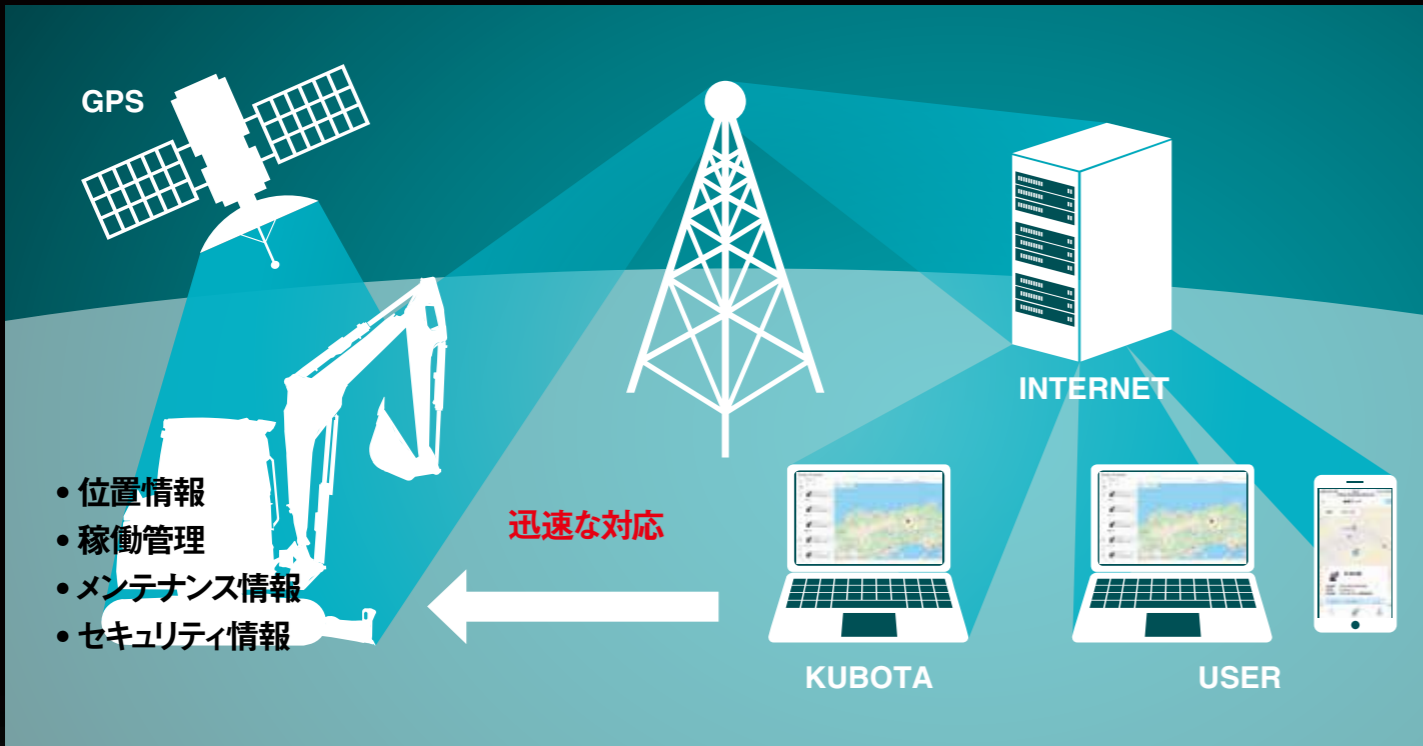 GPS
INTERNET
• 位置情報
• 稼働管理
• メンテナンス情報
• セキュリティ情報
迅速な対応
KUBOTA
USER